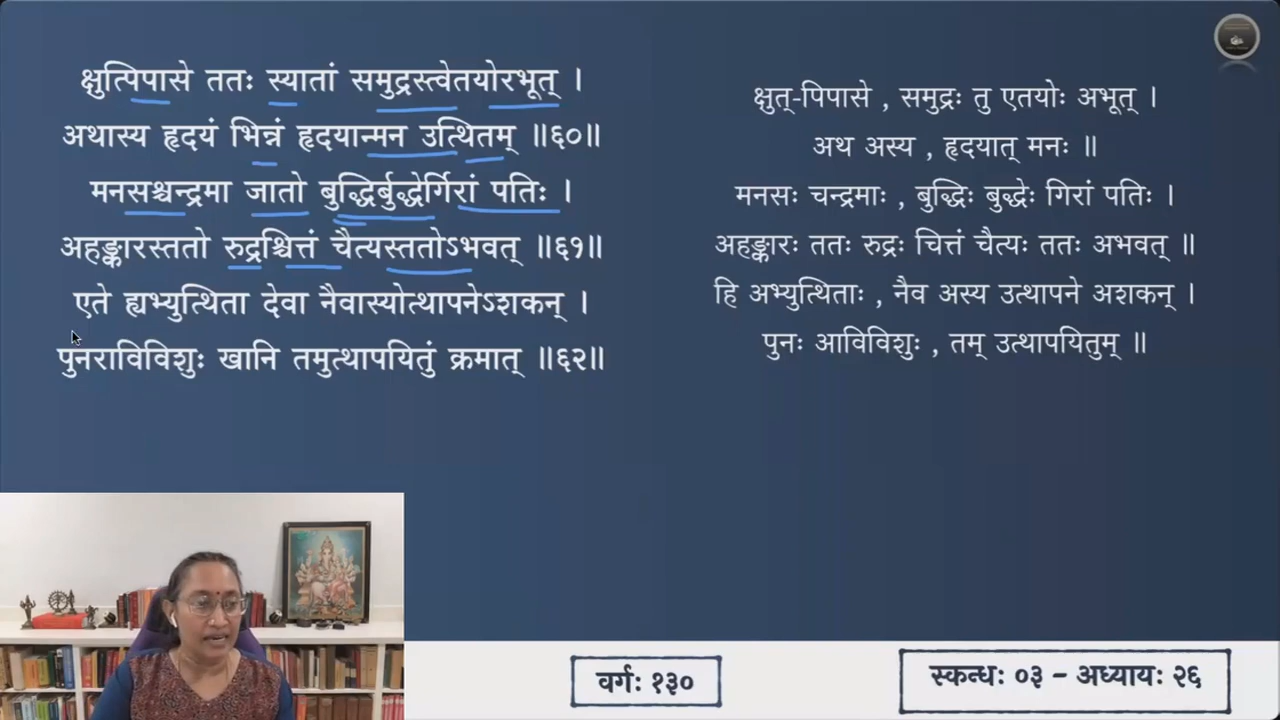 क्षुत्पिपासे ततः स्यातां समुद्रस्त्वेतयोरभूत् ।
अथास्य हृदयं भिन्नं हृदयान्मन उत्थितम् ॥६०॥
मनसश्चन्द्रमा जातो बुद्धिर्बुद्धेर्गिरां पतिः ।
अहङ्कारस्ततो रुद्रश्चित्तं चैत्यस्ततोऽभवत् ॥६१॥
एते ह्यभ्युत्थिता देवा नैवास्योत्थापनेऽशकन् ।
पुनराविविशुः खानि तमुत्थापयितुं क्रमात् ॥६२॥
क्षुत्-पिपासे , समुद्रः तु एतयोः अभूत् ।
अथ अस्य , हृदयात् मनः ॥
मनसः चन्द्रमाः , बुद्धिः बुद्धेः गिरां पतिः ।
अहङ्कारः ततः रुद्रः चित्तं चैत्यः ततः अभवत् ॥
हि अभ्युत्थिताः , नैव अस्य उत्थापने अशकन् ।
पुनः आविविशुः , तम् उत्थापयितुम् ॥
वर्गः १३०
स्कन्धः ०३ - अध्यायः २६